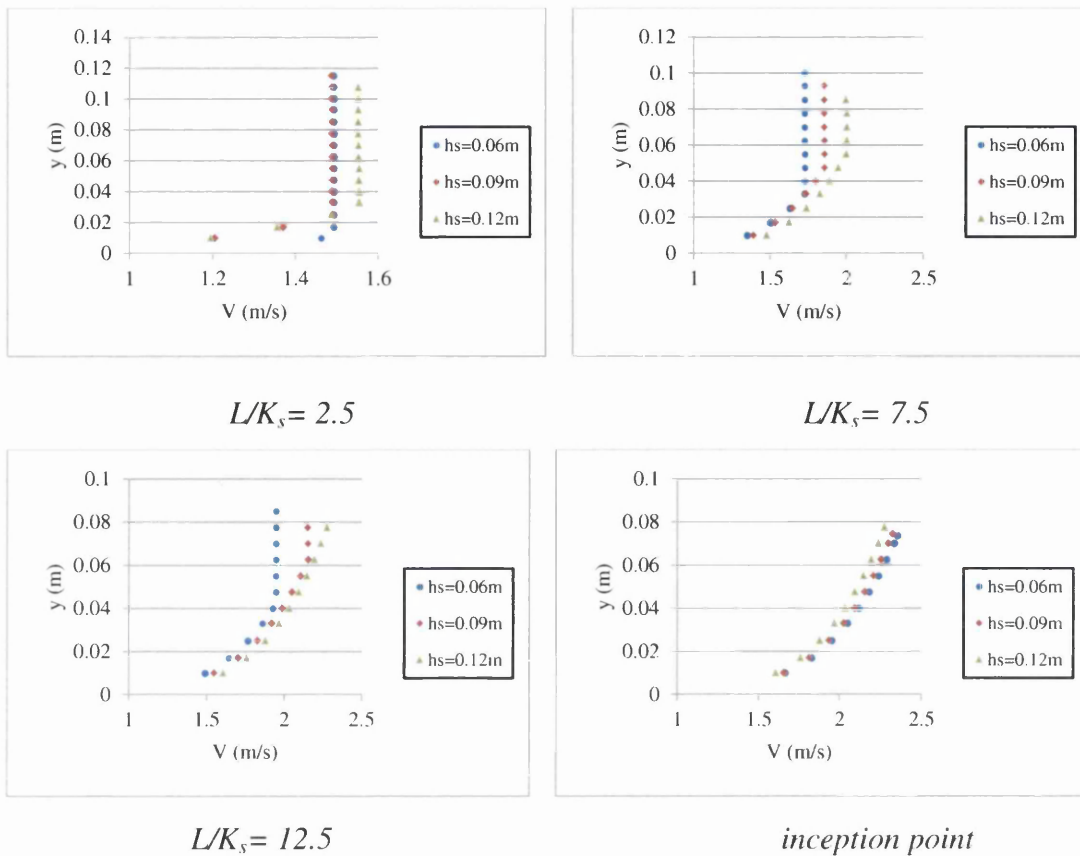 0.14
0.12
0.1
0.08
0.06
0.04
0.02
0
y (m)
1 1.2 1.4 1.6
V (m/s)
hs=0.06m
hs=0.09m
hs=0.12m
L/Ks= 2.5
0.12
0.1
0.08
0.06
0.04
0.02
0
y (m)
1 1.5 2 2.5
V (m/s)
hs=0.06m
hs=0.09m
hs=0.12m
L/Ks= 7.5
0.1
0.08
0.06
0.04
0.02
0
y (m)
1 1.5 2 2.5
V (m/s)
hs=0.06m
hs=0.09m
hs=0.12m
L/Ks= 12.5
0.1
0.08
0.06
0.04
0.02
0
y (m)
1 1.5 2 2.5
V (m/s)
hs=0.06m
hs=0.09m
hs=0.12m
inception point